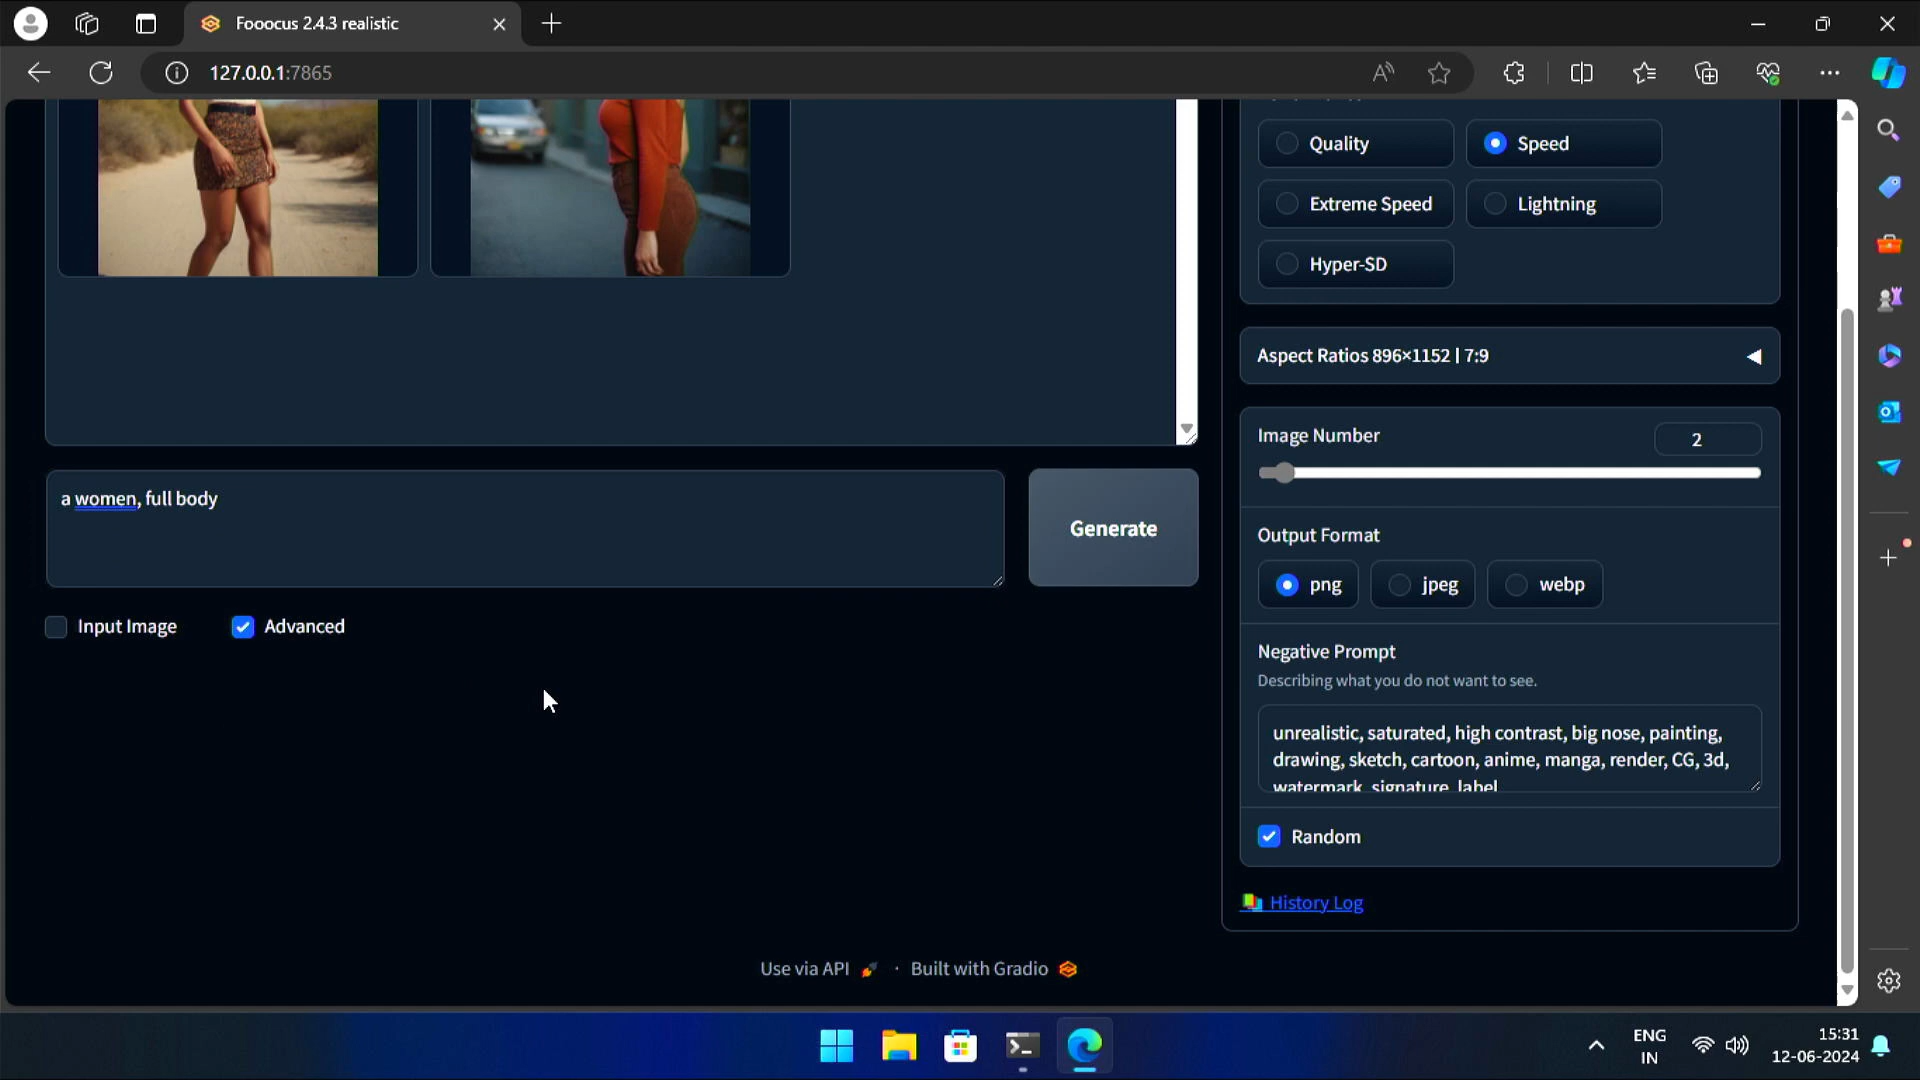 Fooocus 2.4.3 realistic
127.0.0.1:7865
Quality
Speed
Extreme Speed
Lightning
Hyper-SD
Aspect Ratios 896×1152 | 7:9
Image Number
2
a women, full body
Generate
Input Image
Advanced
Output Format
png
jpeg
webp
Negative Prompt
Describing what you do not want to see.
unrealistic, saturated, high contrast, big nose, painting,
drawing, sketch, cartoon, anime, manga, render, CG, 3d,
watermark, signature, label
Random
History Log
Use via API · Built with Gradio
ENG
IN
15:31
12-06-2024